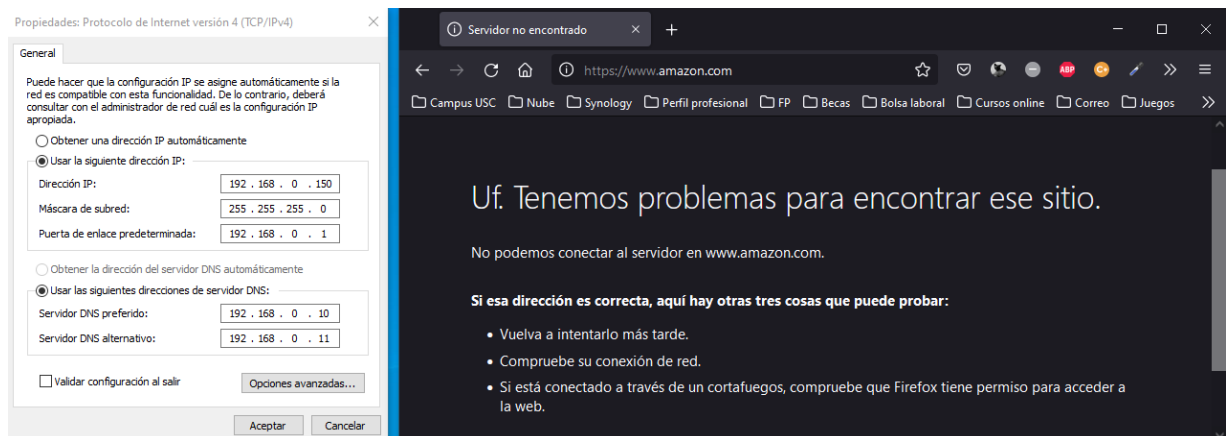 Propiedades: Protocolo de Internet versión 4 (TCP/IPv4)
General
Puede hacer que la configuración IP se asigne automáticamente si la
red es compatible con esta funcionalidad. De lo contrario, deberá
consultar con el administrador de red cuál es la configuración IP
apropiada.
Obtener una dirección IP automáticamente
Usar la siguiente dirección IP:
Dirección IP: 192 . 168 . 0 . 150
Máscara de subred: 255 . 255 . 255 . 0
Puerta de enlace predeterminada: 192 . 168 . 0 . 1
Obtener la dirección del servidor DNS automáticamente
Usar las siguientes direcciones de servidor DNS:
Servidor DNS preferido: 192 . 168 . 0 . 10
Servidor DNS alternativo: 192 . 168 . 0 . 11
Validar configuración al salir
Opciones avanzadas...
Aceptar Cancelar
Servidor no encontrado
https://www.amazon.com
ABP
Campus USC Nube Synology Perfil profesional FP Becas Bolsa laboral Cursos online Correo Juegos
Uf. Tenemos problemas para encontrar ese sitio.
No podemos conectar al servidor en www.amazon.com.
Si esa dirección es correcta, aquí hay otras tres cosas que puede probar:
• Vuelva a intentarlo más tarde.
• Compruebe su conexión de red.
• Si está conectado a través de un cortafuegos, compruebe que Firefox tiene permiso para acceder a
la web.